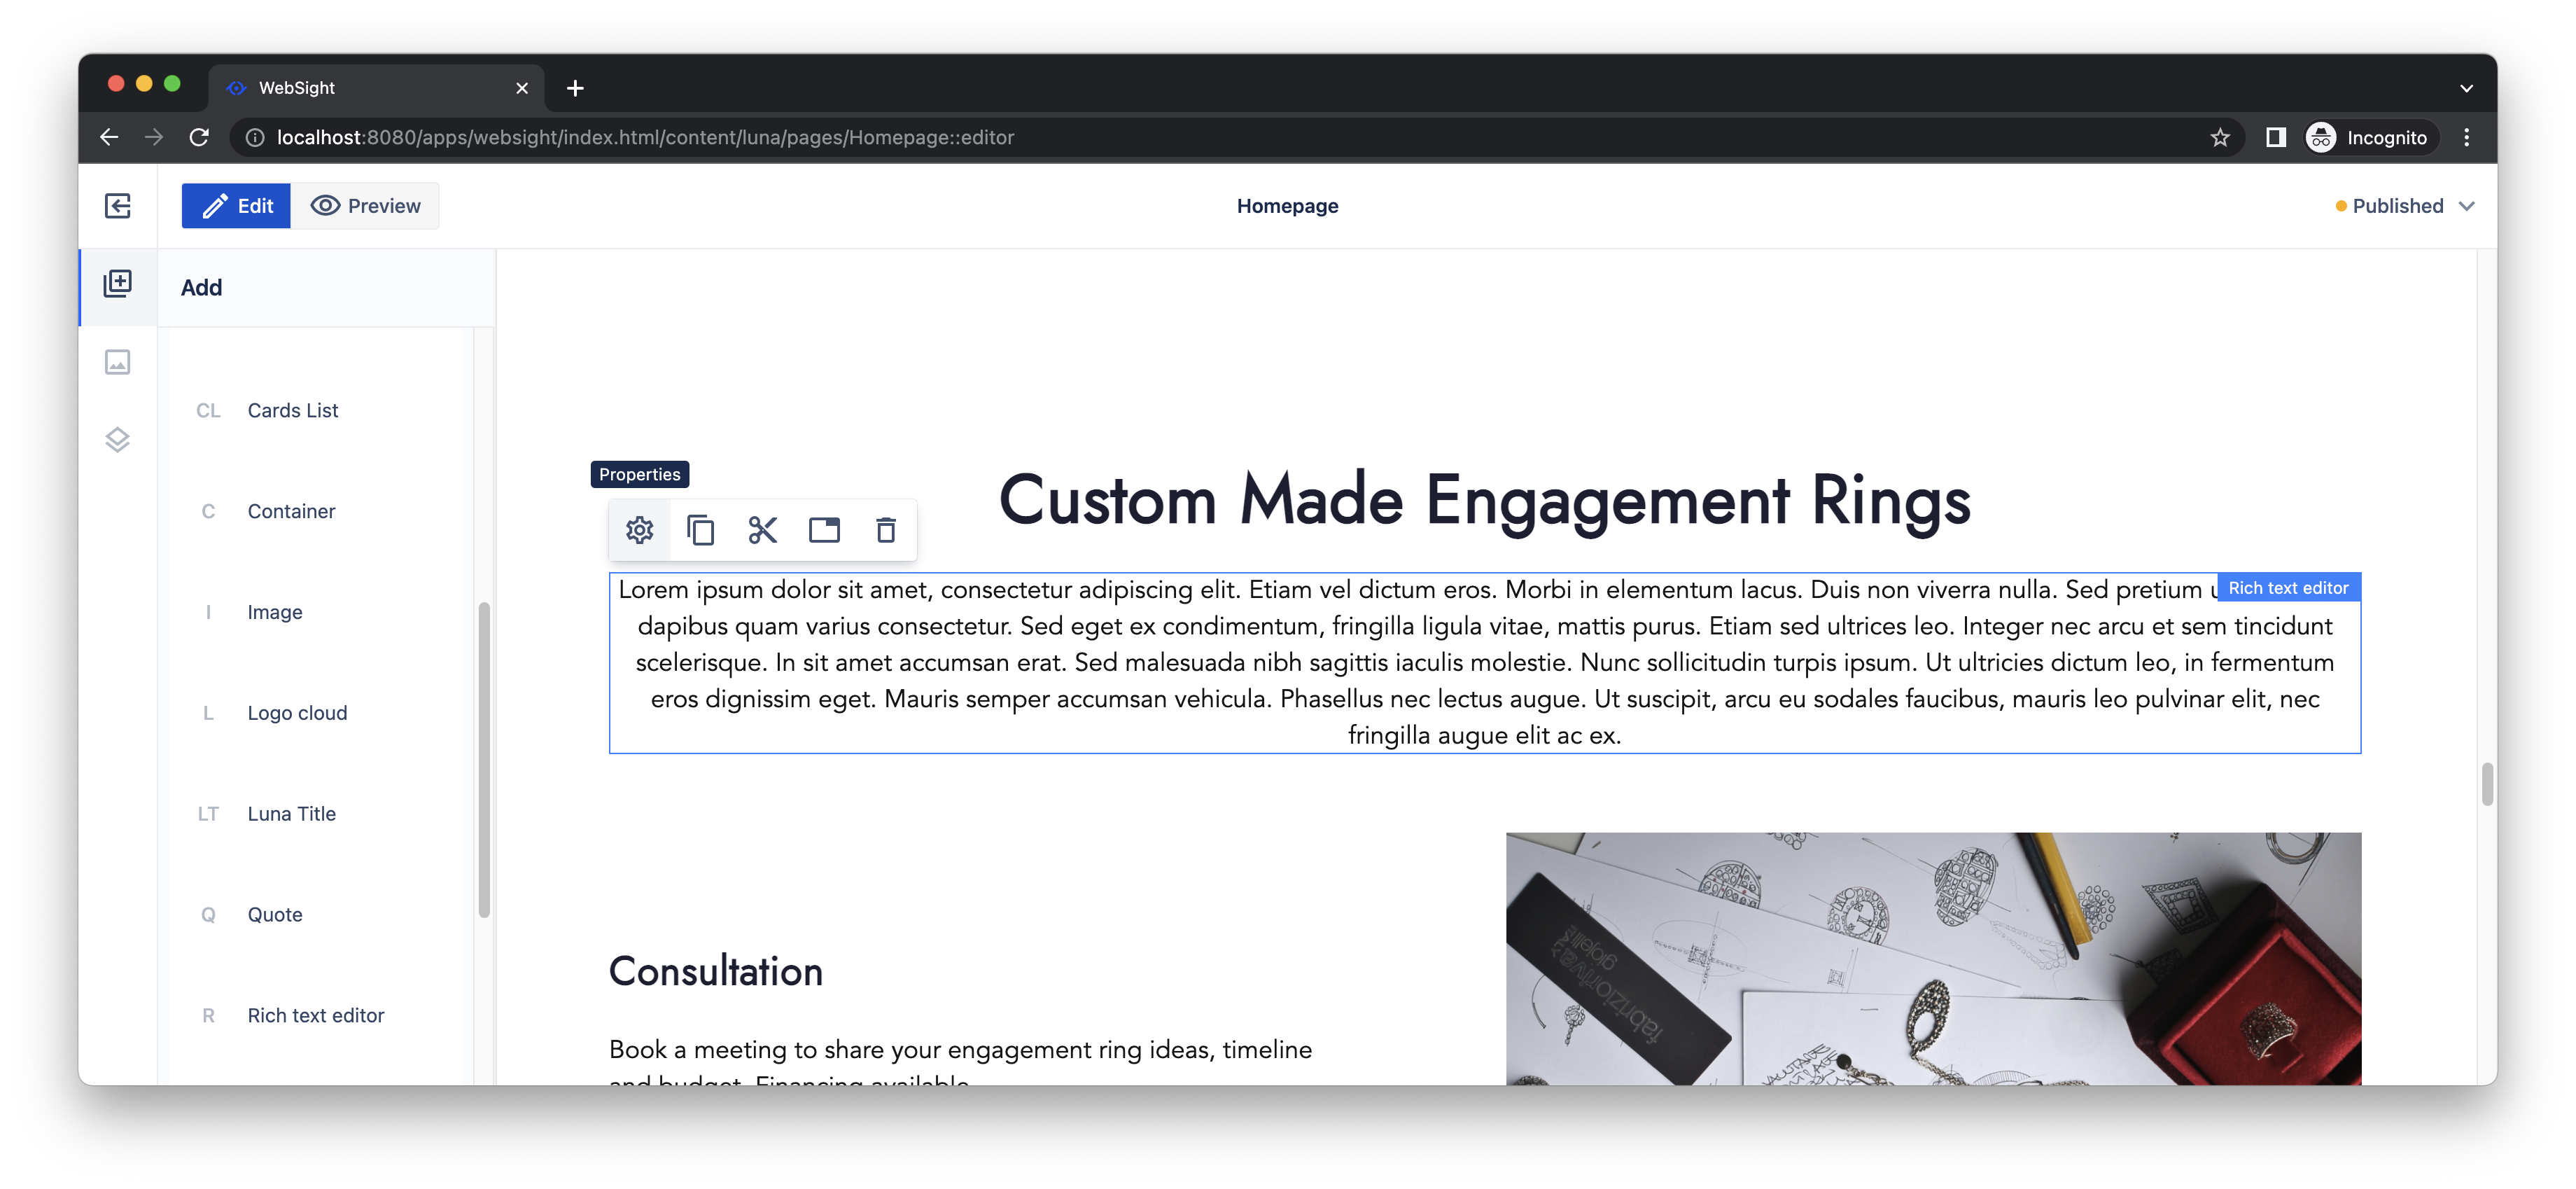 WebSight
localhost:8080/apps/websight/index.html/content/luna/pages/Homepage::editor
Incognito
Edit
Preview
Homepage
Published
Add
CL Cards List
C Container
I Image
L Logo cloud
LT Luna Title
Q Quote
R Rich text editor
Properties
Custom Made Engagement Rings
Rich text editor
Lorem ipsum dolor sit amet, consectetur adipiscing elit. Etiam vel dictum eros. Morbi in elementum lacus. Duis non viverra nulla. Sed pretium
dapibus quam varius consectetur. Sed eget ex condimentum, fringilla ligula vitae, mattis purus. Etiam sed ultrices leo. Integer nec arcu et sem tincidunt
scelerisque. In sit amet accumsan erat. Sed malesuada nibh sagittis iaculis molestie. Nunc sollicitudin turpis ipsum. Ut ultricies dictum leo, in fermentum
eros dignissim eget. Mauris semper accumsan vehicula. Phasellus nec lectus augue. Ut suscipit, arcu eu sodales faucibus, mauris leo pulvinar elit, nec
fringilla augue elit ac ex.
Consultation
Book a meeting to share your engagement ring ideas, timeline
and budget. Financing available
fabrizioriva
gioielli